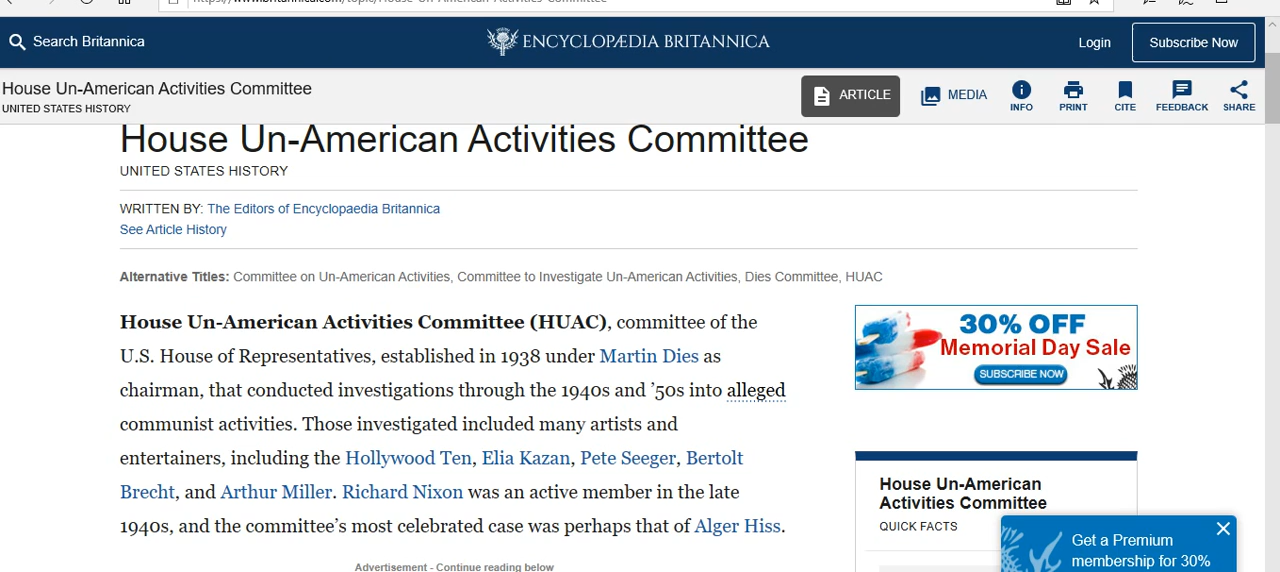 Search Britannica
ENCYCLOPÆDIA BRITANNICA
Login
Subscribe Now
House Un-American Activities Committee
UNITED STATES HISTORY
ARTICLE
MEDIA
INFO
PRINT
CITE
FEEDBACK
SHARE
House Un-American Activities Committee
UNITED STATES HISTORY
WRITTEN BY: The Editors of Encyclopaedia Britannica
See Article History
Alternative Titles: Committee on Un-American Activities, Committee to Investigate Un-American Activities, Dies Committee, HUAC
House Un-American Activities Committee (HUAC), committee of the
U.S. House of Representatives, established in 1938 under Martin Dies as
chairman, that conducted investigations through the 1940s and ’50s into alleged
communist activities. Those investigated included many artists and
entertainers, including the Hollywood Ten, Elia Kazan, Pete Seeger, Bertolt
Brecht, and Arthur Miller. Richard Nixon was an active member in the late
1940s, and the committee’s most celebrated case was perhaps that of Alger Hiss.
Advertisement - Continue reading below
30% OFF
Memorial Day Sale
SUBSCRIBE NOW
House Un-American
Activities Committee
QUICK FACTS
Get a Premium
membership for 30%